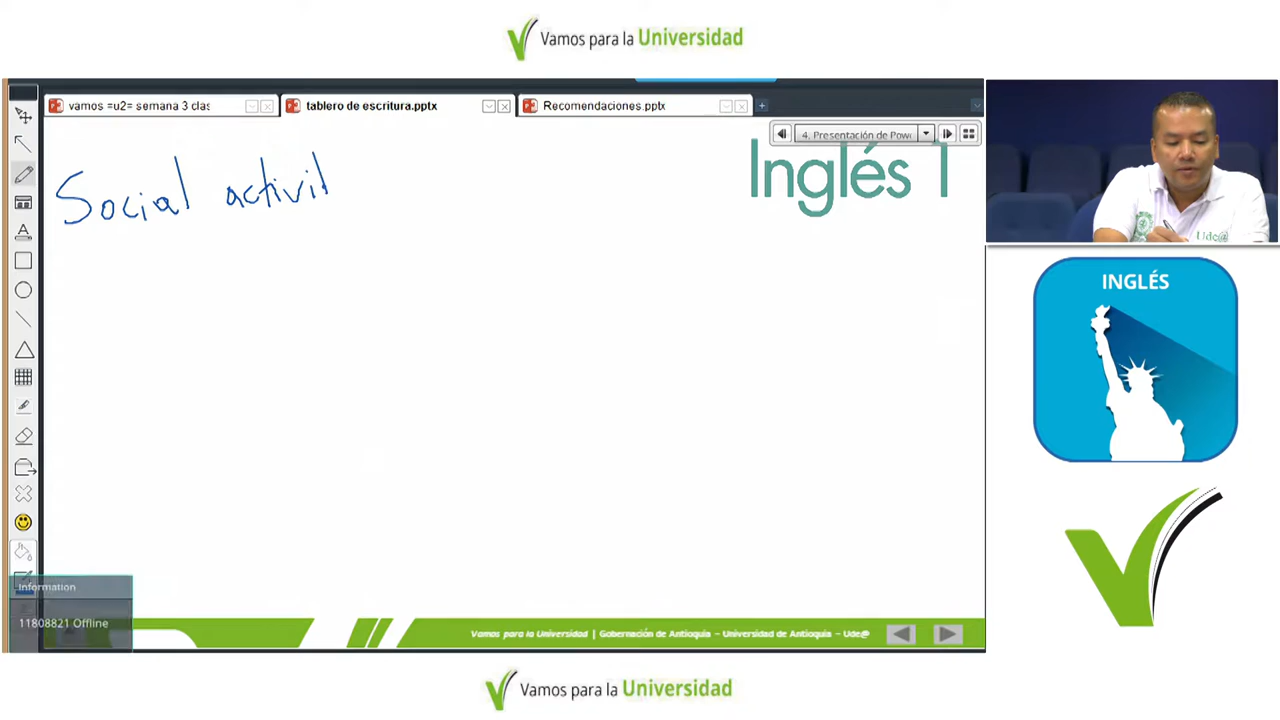 Vamos para la Universidad
vamos =u2= semana 3 clas
tablero de escritura.pptx
Recomendaciones.pptx
4. Presentación de Powe
Inglés 1
Social activit
Ude@
INGLÉS
Information
11808821 Offline
Vamos para la Universidad | Gobernación de Antioquia – Universidad de Antioquia – Ude@
Vamos para la Universidad